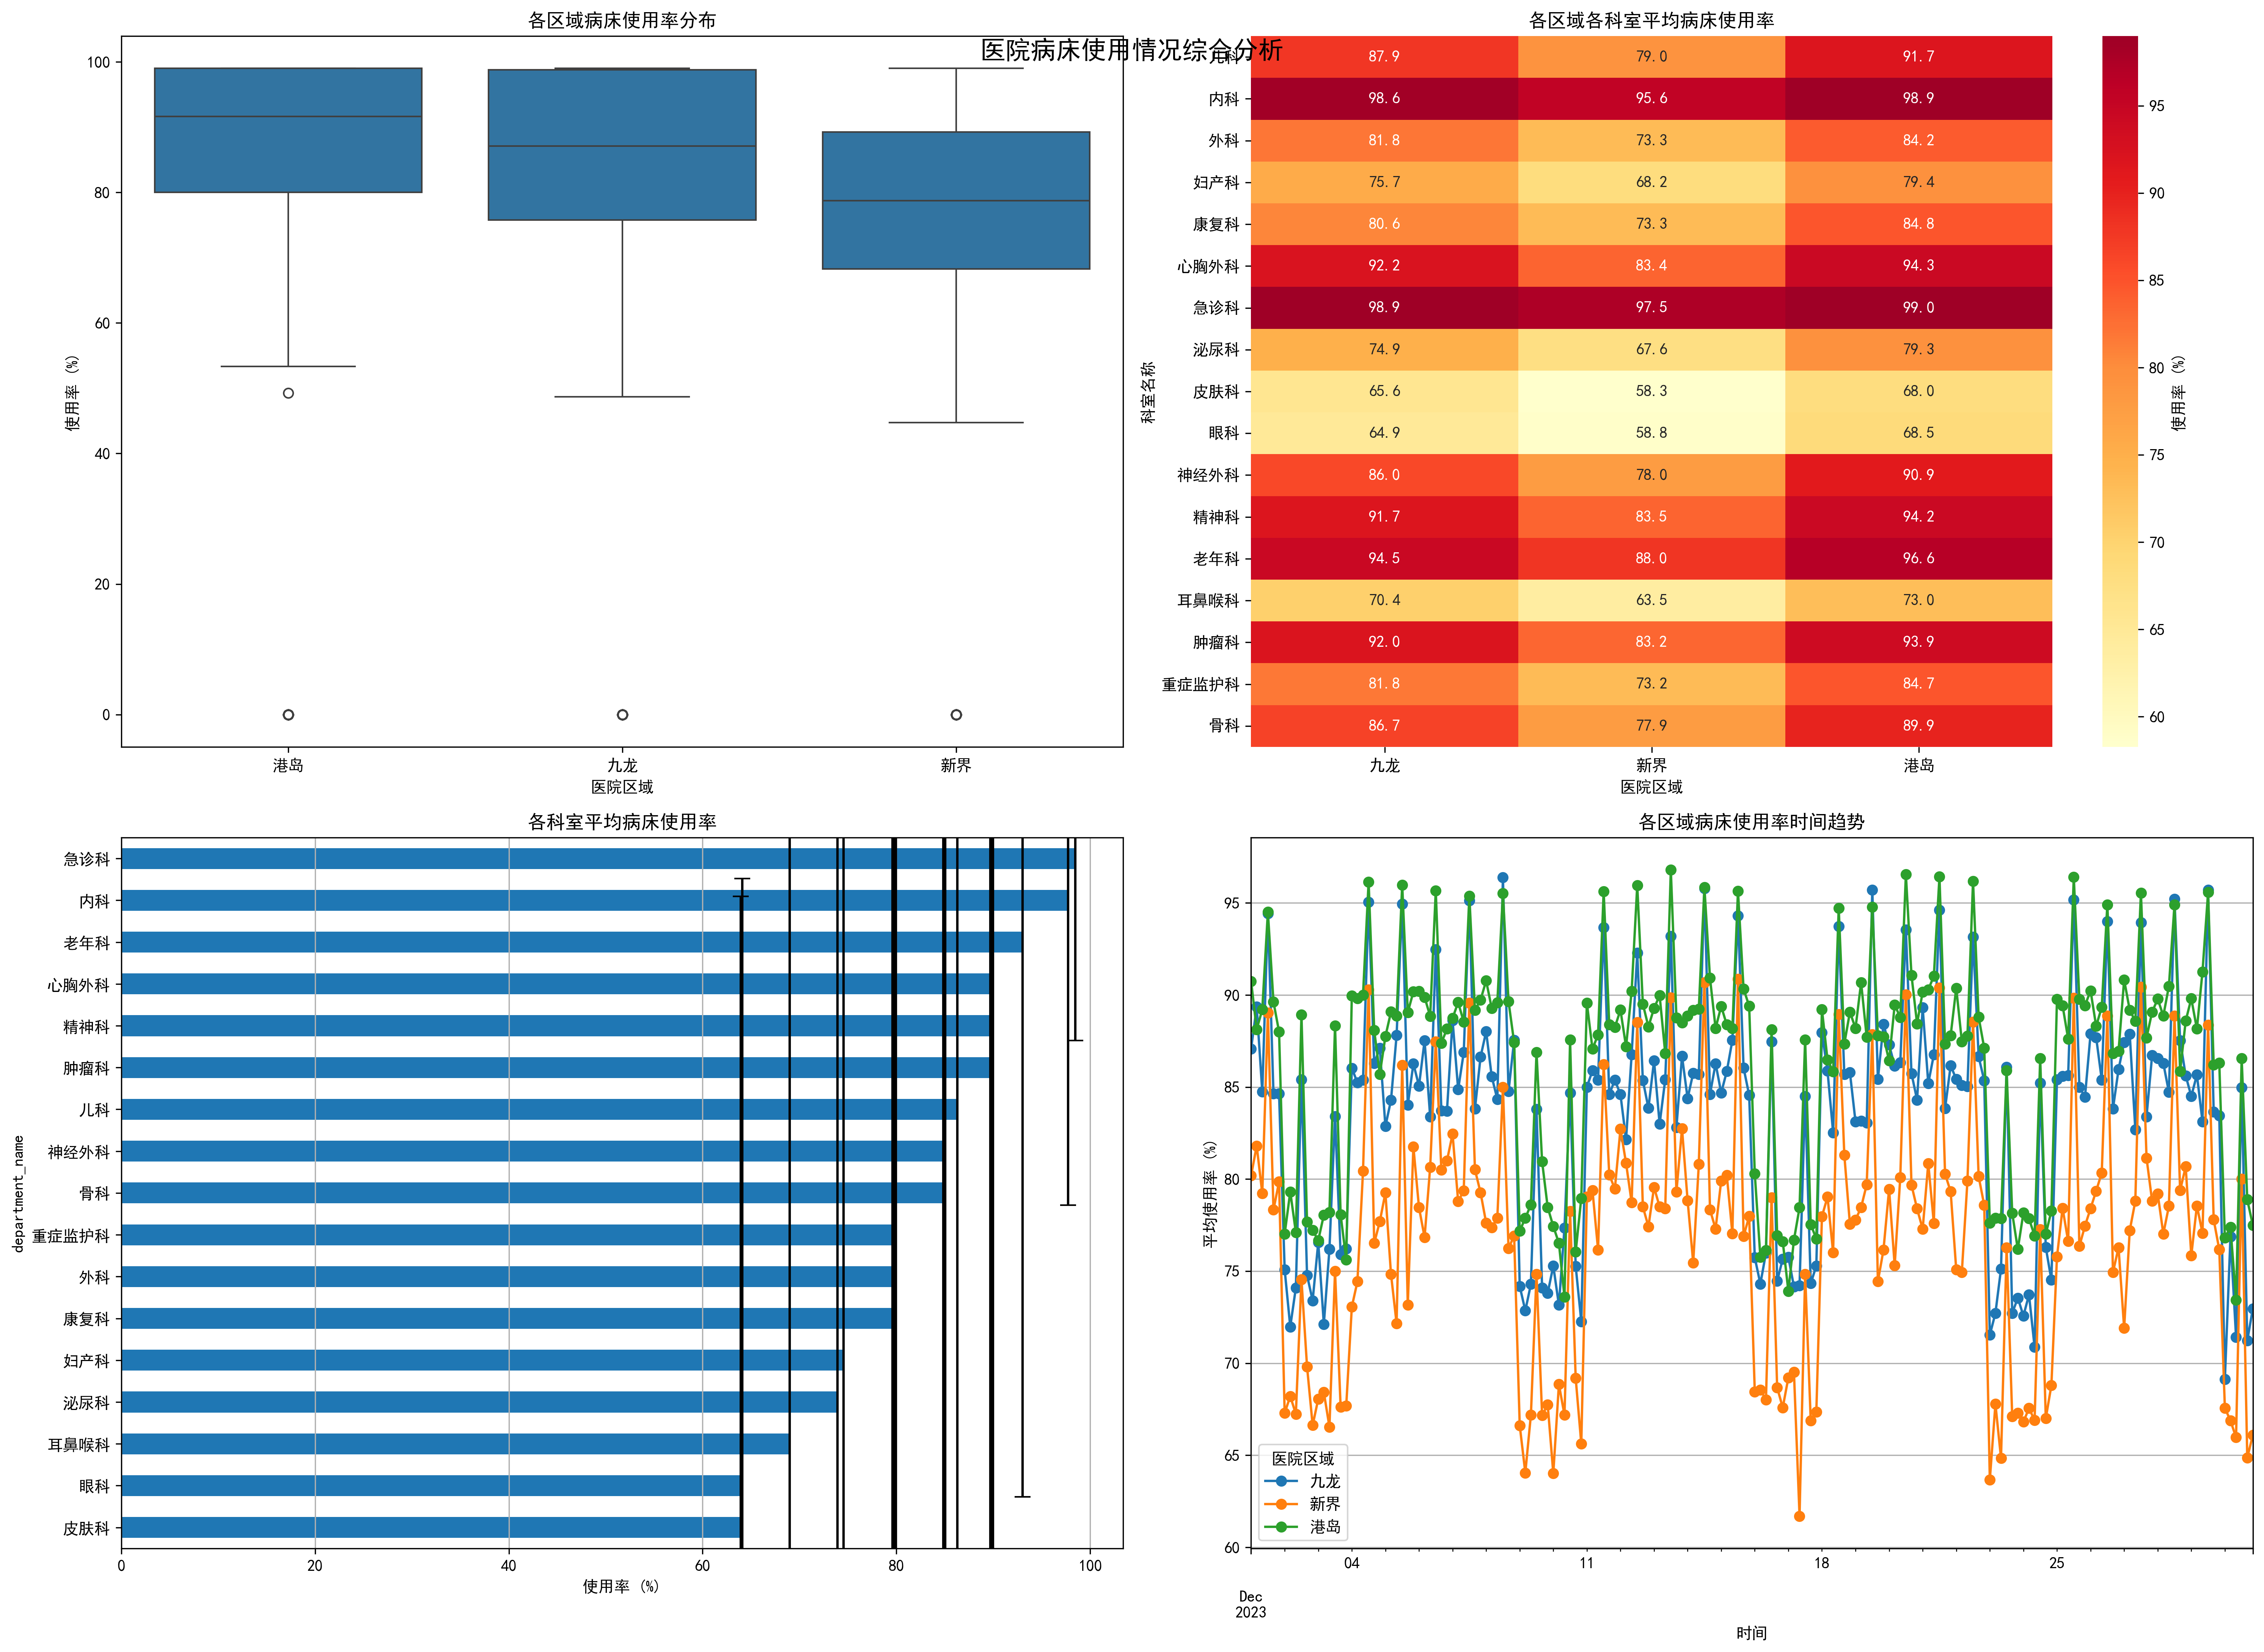 医院病床使用情况综合分析
各区域病床使用率分布
使用率 (%)
100
80
60
40
20
0
港岛
九龙
新界
医院区域
各区域各科室平均病床使用率
科室名称
儿科 87.9 79.0 91.7
内科 98.6 95.6 98.9
外科 81.8 73.3 84.2
妇产科 75.7 68.2 79.4
康复科 80.6 73.3 84.8
心胸外科 92.2 83.4 94.3
急诊科 98.9 97.5 99.0
泌尿科 74.9 67.6 79.3
皮肤科 65.6 58.3 68.0
眼科 64.9 58.8 68.5
神经外科 86.0 78.0 90.9
精神科 91.7 83.5 94.2
老年科 94.5 88.0 96.6
耳鼻喉科 70.4 63.5 73.0
肿瘤科 92.0 83.2 93.9
重症监护科 81.8 73.2 84.7
骨科 86.7 77.9 89.9
九龙
新界
港岛
医院区域
95
90
85
80
75
70
65
60
使用率 (%)
各科室平均病床使用率
department_name
急诊科
内科
老年科
心胸外科
精神科
肿瘤科
儿科
神经外科
骨科
重症监护科
外科
康复科
妇产科
泌尿科
耳鼻喉科
眼科
皮肤科
0
20
40
60
80
100
使用率 (%)
各区域病床使用率时间趋势
平均使用率 (%)
95
90
85
80
75
70
65
60
医院区域
九龙
新界
港岛
04
11
18
25
Dec
2023
时间